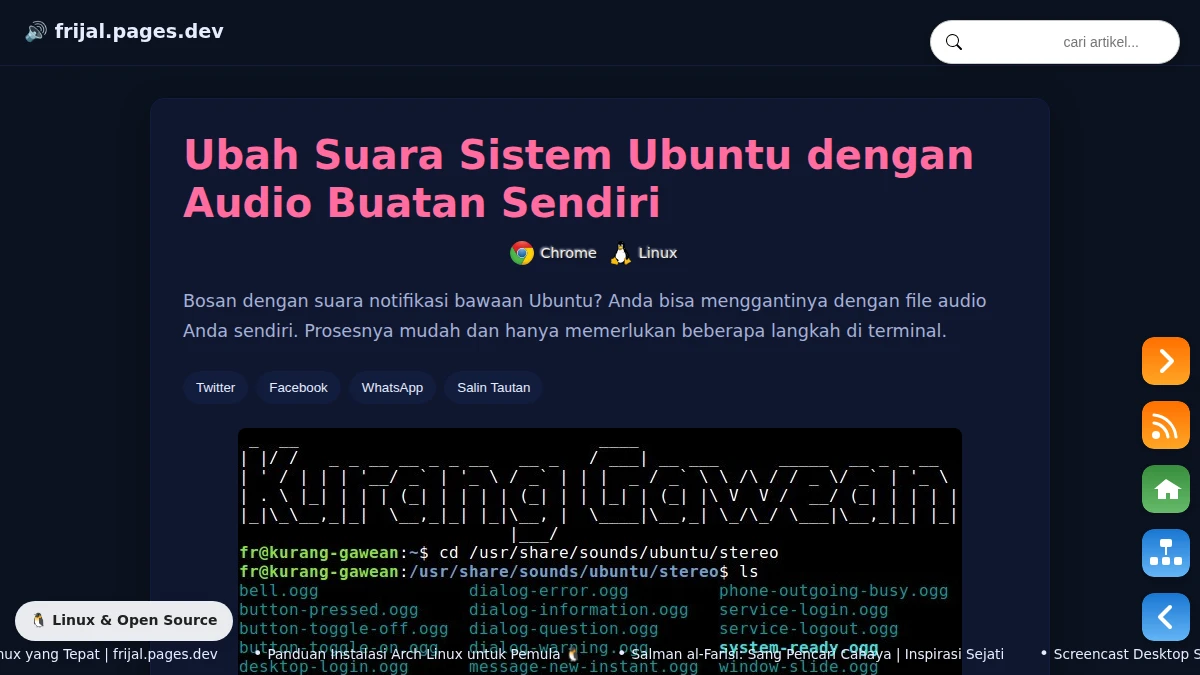 🔊 frijal.pages.dev
cari artikel...
Ubah Suara Sistem Ubuntu dengan
Audio Buatan Sendiri
Chrome Linux
Bosan dengan suara notifikasi bawaan Ubuntu? Anda bisa menggantinya dengan file audio
Anda sendiri. Prosesnya mudah dan hanya memerlukan beberapa langkah di terminal.
Twitter Facebook WhatsApp Salin Tautan
Kurang Gawean
fr@kurang-gawean:~$ cd /usr/share/sounds/ubuntu/stereo
fr@kurang-gawean:/usr/share/sounds/ubuntu/stereo$ ls
bell.ogg dialog-error.ogg phone-outgoing-busy.ogg
button-pressed.ogg dialog-information.ogg service-login.ogg
button-toggle-off.ogg dialog-question.ogg service-logout.ogg
button-toggle-on.ogg dialog-warning.ogg system-ready.ogg
desktop-login.ogg message-new-instant.ogg window-slide.ogg
🐧 Linux & Open Source
yang Tepat | frijal.pages.dev • Panduan Instalasi Arch Linux untuk Pemula 🐧 • Salman al-Farisi: Sang Pencari Cahaya | Inspirasi Sejati • Screencast Desktop